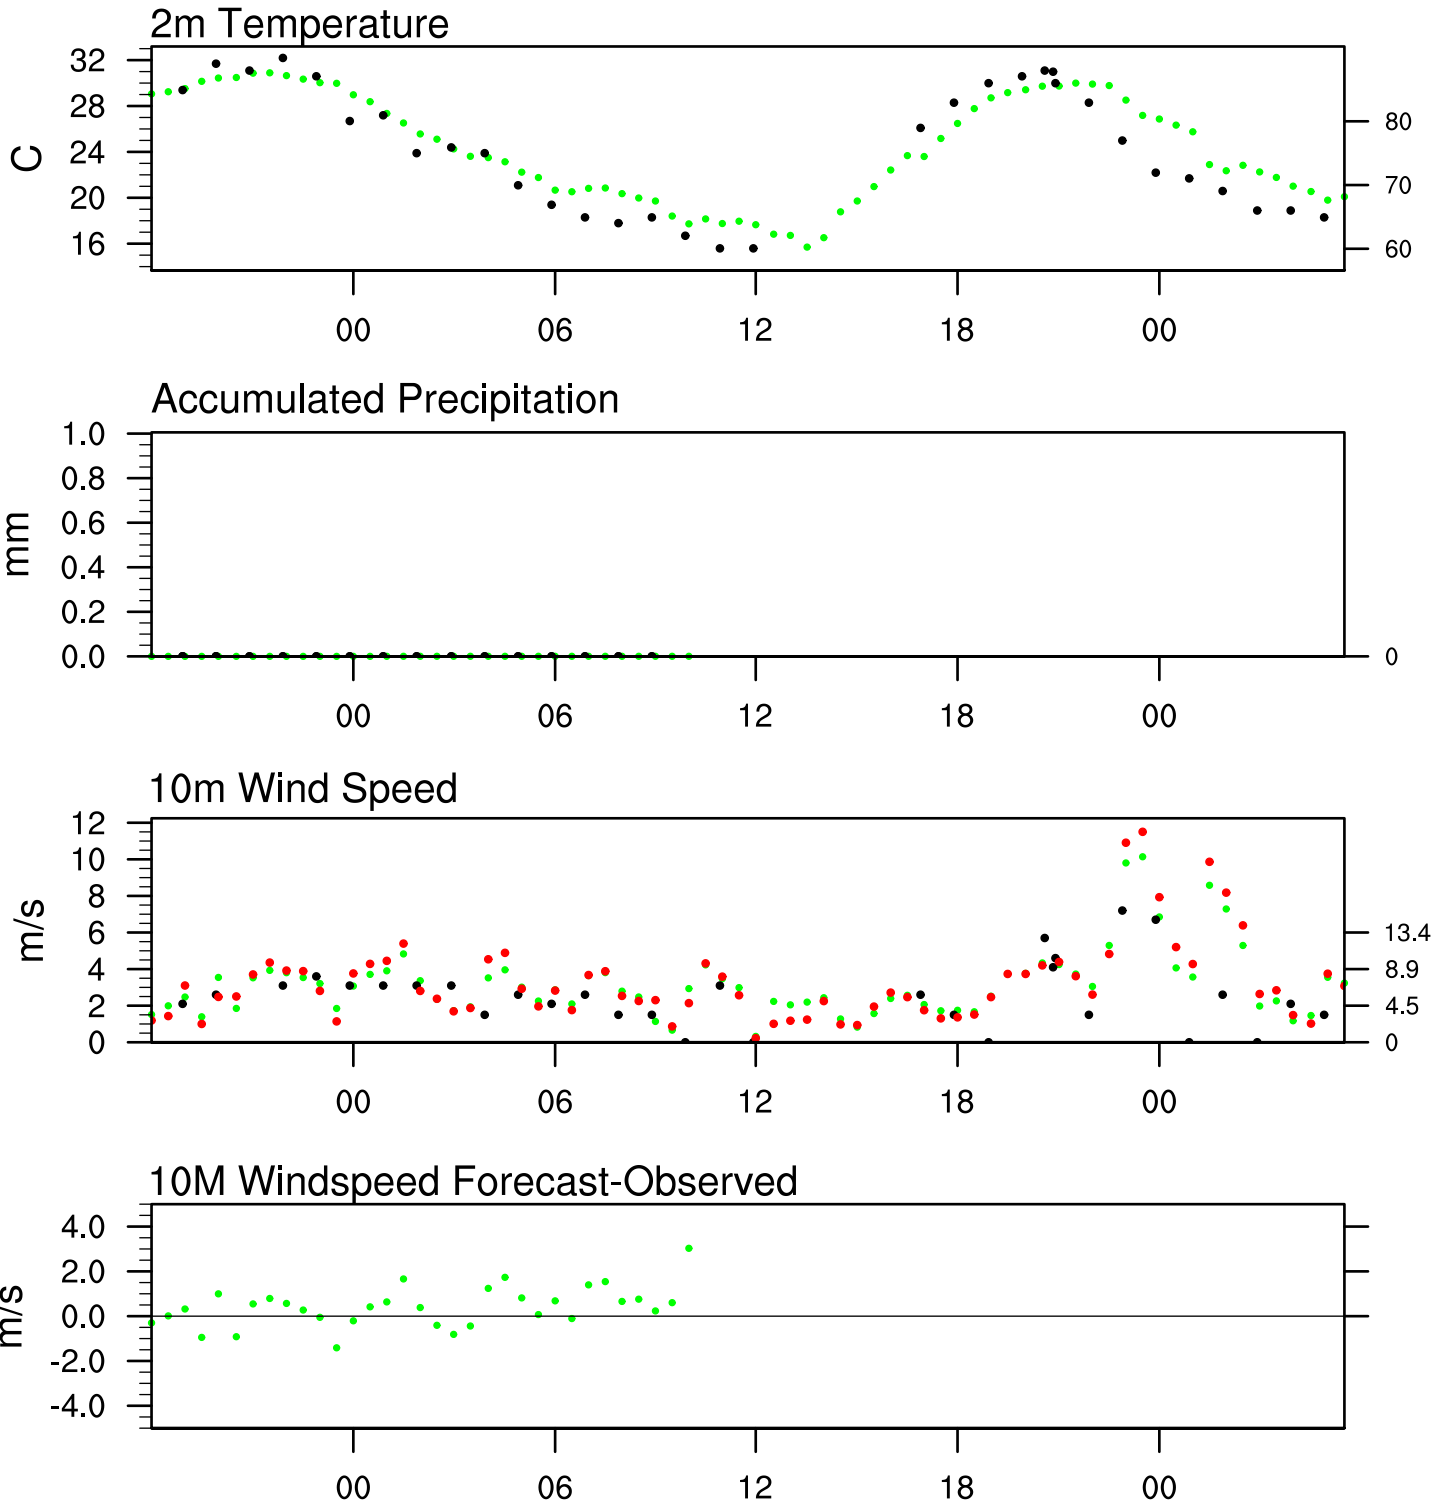 2m Temperature
32
28
24
20
16
C
80
70
60
00 06 12 18 00
Accumulated Precipitation
1.0
0.8
0.6
0.4
0.2
0.0
mm
0
00 06 12 18 00
10m Wind Speed
12
10
8
6
4
2
0
m/s
13.4
8.9
4.5
0
00 06 12 18 00
10M Windspeed Forecast-Observed
4.0
2.0
0.0
-2.0
-4.0
m/s
00 06 12 18 00